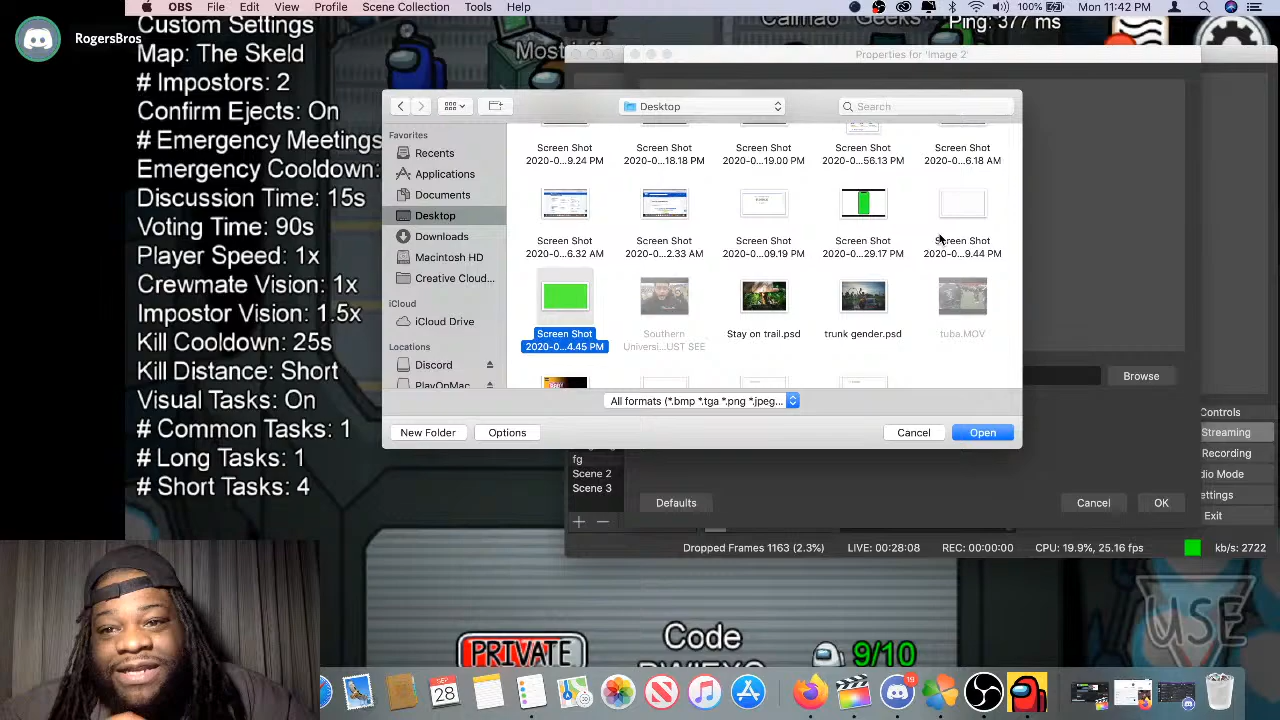 OBS File Edit View Profile Scene Collection Tools Help
100% Mon 11:42 PM
RogersBros
Custom Settings
Map: The Skeld
# Impostors: 2
Confirm Ejects: On
# Emergency Meetings
Emergency Cooldown:
Discussion Time: 15s
Voting Time: 90s
Player Speed: 1x
Crewmate Vision: 1x
Impostor Vision: 1.5x
Kill Cooldown: 25s
Kill Distance: Short
Visual Tasks: On
# Common Tasks: 1
# Long Tasks: 1
# Short Tasks: 4
Ping: 377 ms
Properties for 'Image 2'
Desktop
Search
Favorites
Recents
Applications
Documents
Desktop
Downloads
Macintosh HD
Creative Cloud...
iCloud
iCloud Drive
Locations
Discord
PlayOnMac
Screen Shot Screen Shot Screen Shot Screen Shot Screen Shot
2020-0...9.24 PM 2020-0...18.18 PM 2020-0...19.00 PM 2020-0...56.13 PM 2020-0...6.18 AM
Screen Shot Screen Shot Screen Shot Screen Shot Screen Shot
2020-0...6.32 AM 2020-0...2.33 AM 2020-0...09.19 PM 2020-0...29.17 PM 2020-0...9.44 PM
Screen Shot Southern Stay on trail.psd trunk gender.psd tuba.MOV
2020-0...4.45 PM Universi...UST SEE
All formats (*.bmp *.tga *.png *.jpeg...
New Folder Options Cancel Open
Browse
Controls
Streaming
Recording
dio Mode
ettings
Exit
fg
Scene 2
Scene 3
Defaults Cancel OK
Dropped Frames 1163 (2.3%) LIVE: 00:28:08 REC: 00:00:00 CPU: 19.9%, 25.16 fps kb/s: 2722
USE
PRIVATE
Code
9/10
SEP
28
19